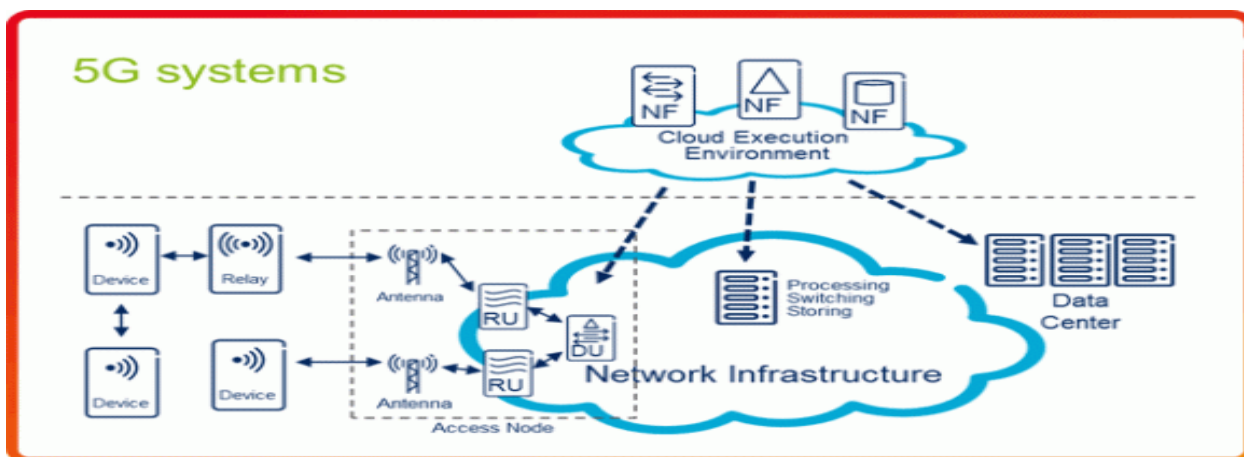 5G systems
NF
NF
NF
Cloud Execution
Environment
Device
Relay
Antenna
RU
Processing
Switching
Storing
Data
Center
DU
Network Infrastructure
Device
Device
Antenna
RU
Access Node